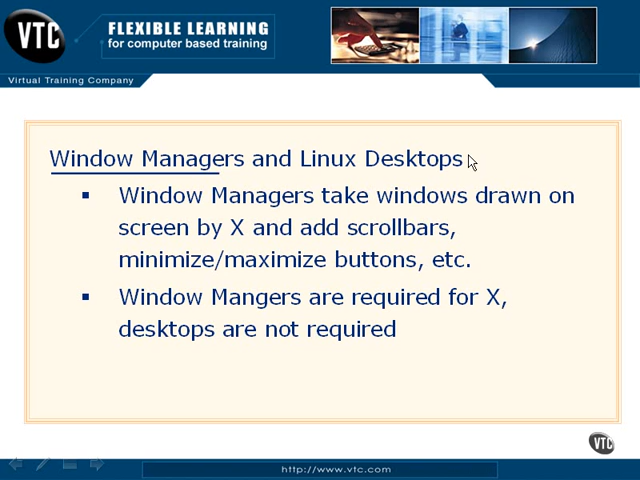 VTC
FLEXIBLE LEARNING
for computer based training
Virtual Training Company
Window Managers and Linux Desktops
▪ Window Managers take windows drawn on
screen by X and add scrollbars,
minimize/maximize buttons, etc.
▪ Window Mangers are required for X,
desktops are not required
VTC
http://www.vtc.com